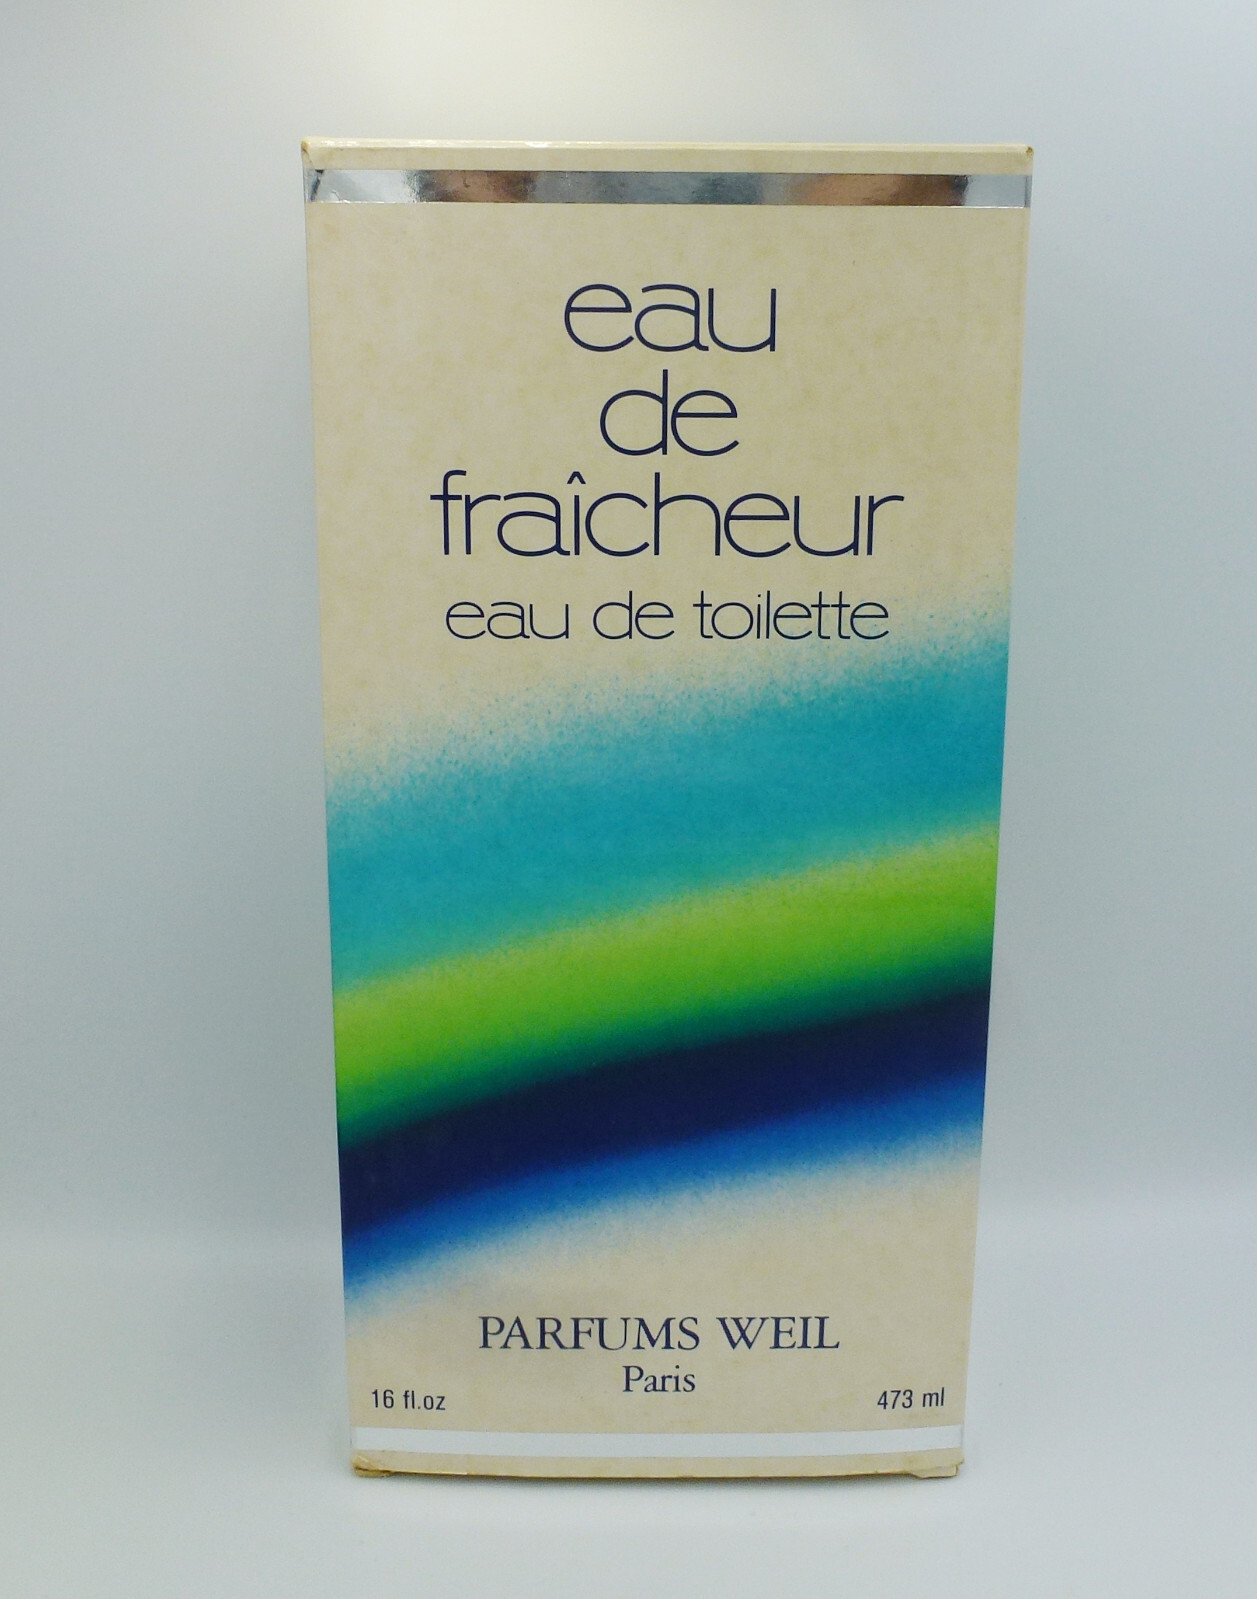 eau
de
fraîcheur
eau de toilette
PARFUMS WEIL
Paris
16 fl.oz
473 ml